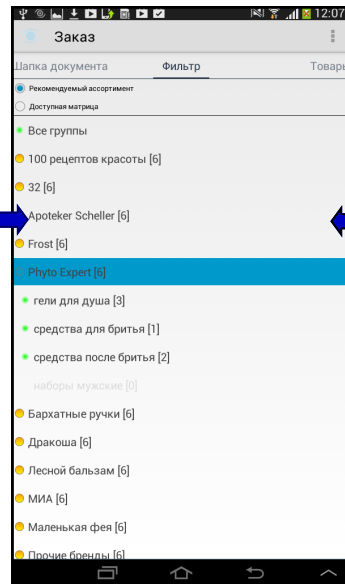 12:07
Заказ
Шапка документа Фильтр Товары
Рекомендуемый ассортимент
Доступная матрица
Все группы
100 рецептов красоты [6]
32 [6]
Apoteker Scheller [6]
Frost [6]
Phyto Expert [6]
гели для душа [3]
средства для бритья [1]
средства после бритья [2]
наборы мужские [0]
Бархатные ручки [6]
Дракоша [6]
Лесной бальзам [6]
МИА [6]
Маленькая фея [6]
Прочие бренды [6]